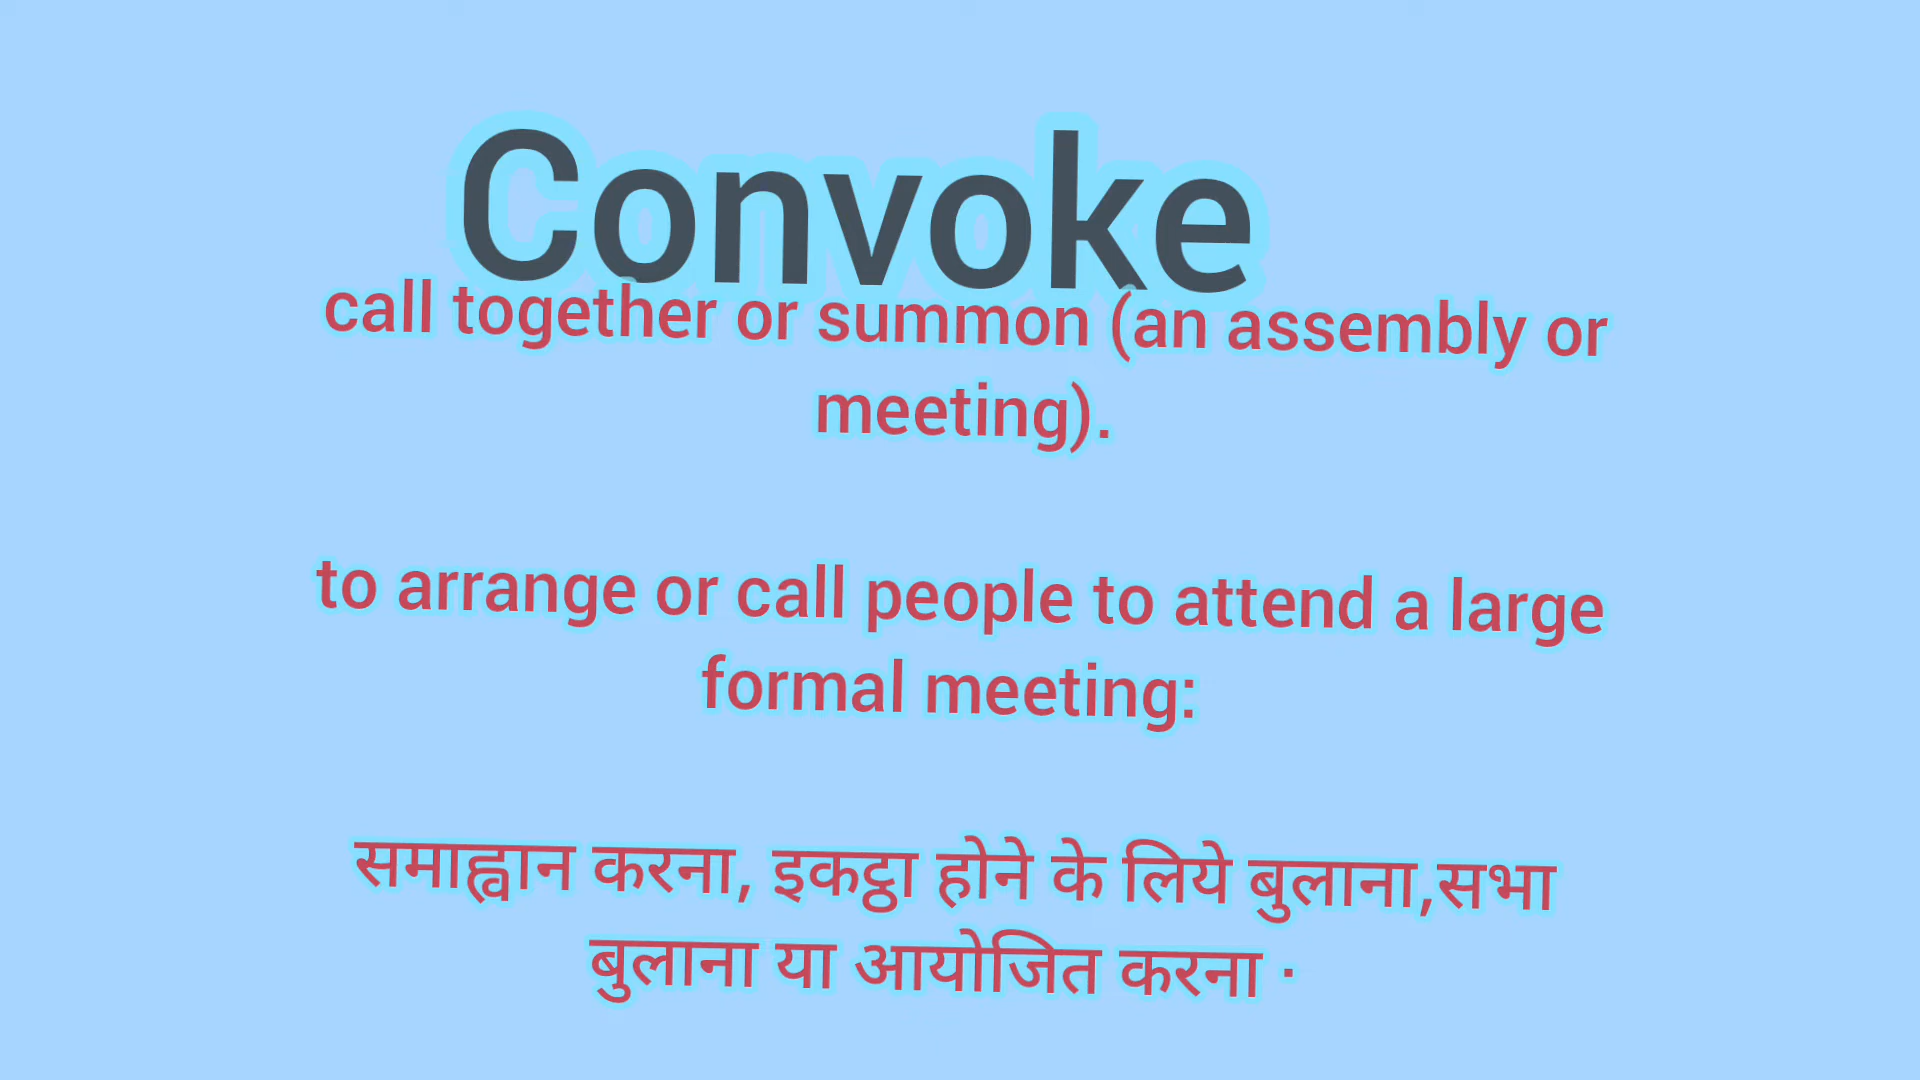 Convoke
call together or summon (an assembly or
meeting).
to arrange or call people to attend a large
formal meeting:
समाह्वान करना, इकट्ठा होने के लिये बुलाना,सभा
बुलाना या आयोजित करना ·